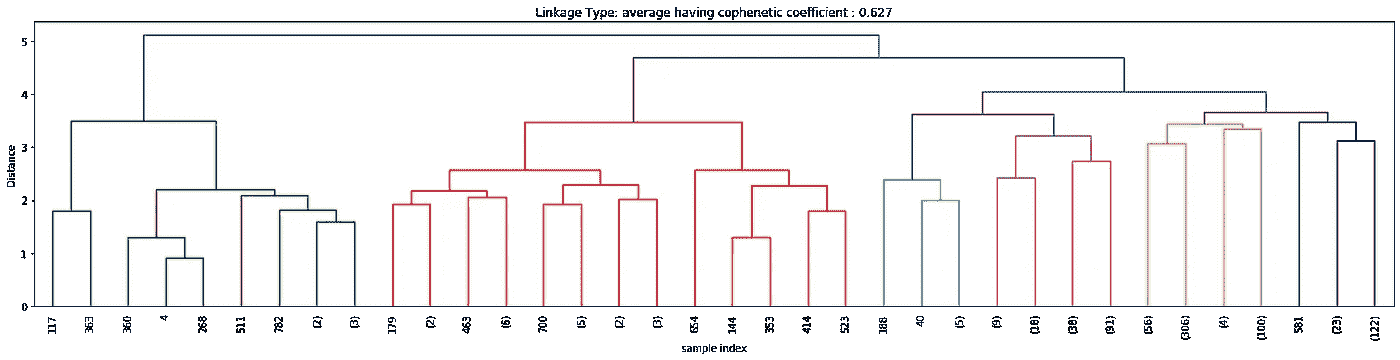 Linkage Type: average having cophenetic coefficient : 0.627
5
4
3
2
1
0
Distance
117 363 360 4 268 511 782 (2) (3) 179 (2) 463 (6) 700 (5) (2) (3) 654 144 353 414 523 188 40 (5) (9) (18) (38) (91) (56) (306) (4) (100) 581 (23) (122)
sample index